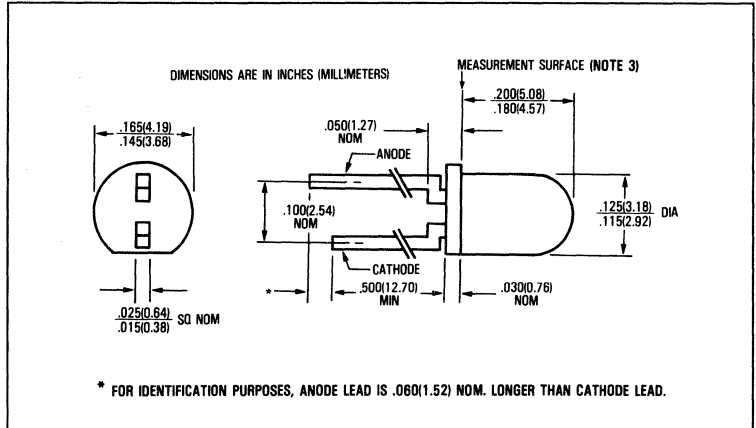 DIMENSIONS ARE IN INCHES (MILLIMETERS)
MEASUREMENT SURFACE (NOTE 3)
.200(5.08)
.180(4.57)
.165(4.19)
.145(3.68)
.050(1.27)
NOM
ANODE
.100(2.54)
NOM
.125(3.18)
.115(2.92)
DIA
CATHODE
*
.500(12.70)
MIN
.030(0.76)
NOM
.025(0.64)
.015(0.38)
SQ NOM
* FOR IDENTIFICATION PURPOSES, ANODE LEAD IS .060(1.52) NOM. LONGER THAN CATHODE LEAD.